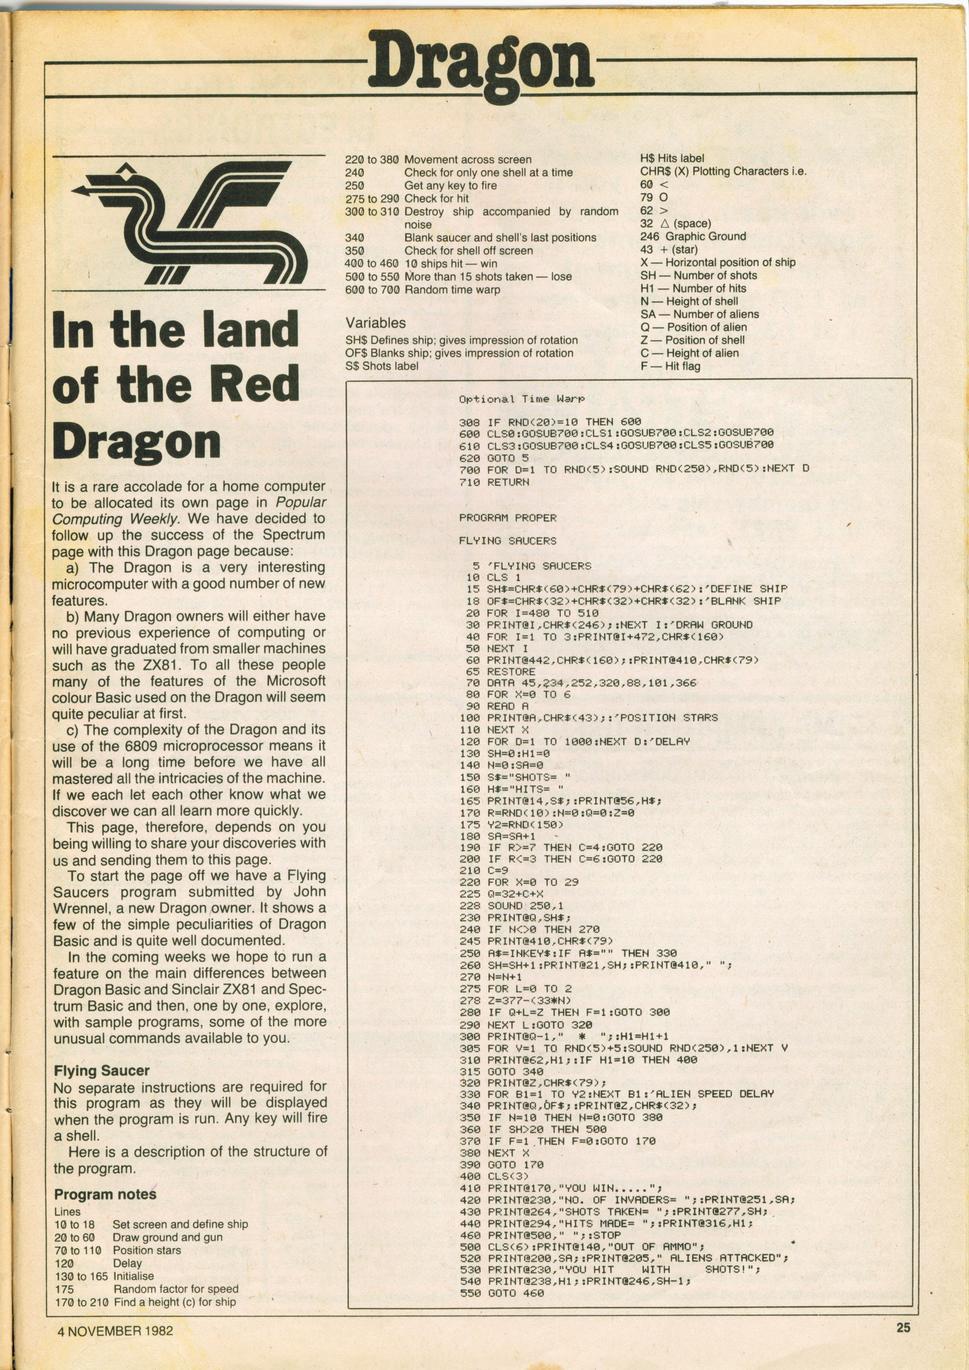 Dragon
In the land
of the Red
Dragon
It is a rare accolade for a home computer
to be allocated its own page in Popular
Computing Weekly. We have decided to
follow up the success of the Spectrum
page with this Dragon page because:
a) The Dragon is a very interesting
microcomputer with a good number of new
features.
b) Many Dragon owners will either have
no previous experience of computing or
will have graduated from smaller machines
such as the ZX81. To all these people
many of the features of the Microsoft
colour Basic used on the Dragon will seem
quite peculiar at first.
c) The complexity of the Dragon and its
use of the 6809 microprocessor means it
will be a long time before we have all
mastered all the intricacies of the machine.
If we each let each other know what we
discover we can all learn more quickly.
This page, therefore, depends on you
being willing to share your discoveries with
us and sending them to this page.
To start the page off we have a Flying
Saucers program submitted by John
Wrennel, a new Dragon owner. It shows a
few of the simple peculiarities of Dragon
Basic and is quite well documented.
In the coming weeks we hope to run a
feature on the main differences between
Dragon Basic and Sinclair ZX81 and Spec-
trum Basic and then, one by one, explore,
with sample programs, some of the more
unusual commands available to you.
Flying Saucer
No separate instructions are required for
this program as they will be displayed
when the program is run. Any key will fire
a shell.
Here is a description of the structure of
the program.
Program notes
Lines
10 to 18 Set screen and define ship
20 to 60 Draw ground and gun
70 to 110 Position stars
120 Delay
130 to 165 Initialise
175 Random factor for speed
170 to 210 Find a height (c) for ship
220 to 380 Movement across screen
240 Check for only one shell at a time
250 Get any key to fire
275 to 290 Check for hit
300 to 310 Destroy ship accompanied by random
noise
340 Blank saucer and shell's last positions
350 Check for shell off screen
400 to 460 10 ships hit — win
500 to 550 More than 15 shots taken — lose
600 to 700 Random time warp
Variables
SH$ Defines ship; gives impression of rotation
OF$ Blanks ship; gives impression of rotation
S$ Shots label
H$ Hits label
CHR$ (X) Plotting Characters i.e.
60 <
79 O
62 >
32 △ (space)
246 Graphic Ground
43 + (star)
X — Horizontal position of ship
SH — Number of shots
H1 — Number of hits
N — Height of shell
SA — Number of aliens
Q — Position of alien
Z — Position of shell
C — Height of alien
F — Hit flag
Optional Time Warp
308 IF RND(20)=10 THEN 600
600 CLS0:GOSUB700:CLS1:GOSUB700:CLS2:GOSUB700
610 CLS3:GOSUB700:CLS4:GOSUB700:CLS5:GOSUB700
620 GOTO 5
700 FOR D=1 TO RND(5):SOUND RND(250),RND(5):NEXT D
710 RETURN
PROGRAM PROPER
FLYING SAUCERS
5 'FLYING SAUCERS
10 CLS 1
15 SH$=CHR$(60)+CHR$(79)+CHR$(62):'DEFINE SHIP
18 OF$=CHR$(32)+CHR$(32)+CHR$(32):'BLANK SHIP
20 FOR I=480 TO 510
30 PRINT@I,CHR$(246);:NEXT I:'DRAW GROUND
40 FOR I=1 TO 3:PRINT@I+472,CHR$(160)
50 NEXT I
60 PRINT@442,CHR$(160);:PRINT@410,CHR$(79)
65 RESTORE
70 DATA 45,234,252,320,88,101,366
80 FOR X=0 TO 6
90 READ A
100 PRINT@A,CHR$(43);:'POSITION STARS
110 NEXT X
120 FOR D=1 TO 1000:NEXT D:'DELAY
130 SH=0:H1=0
140 N=0:SA=0
150 S$="SHOTS= "
160 H$="HITS= "
165 PRINT@14,S$;:PRINT@56,H$;
170 R=RND(10):N=0:Q=0:Z=0
175 Y2=RND(150)
180 SA=SA+1
190 IF R>=7 THEN C=4:GOTO 220
200 IF R<=3 THEN C=6:GOTO 220
210 C=9
220 FOR X=0 TO 29
225 Q=32+C+X
228 SOUND 250,1
230 PRINT@Q,SH$;
240 IF N<>0 THEN 270
245 PRINT@410,CHR$(79)
250 A$=INKEY$:IF A$="" THEN 330
260 SH=SH+1:PRINT@21,SH;:PRINT@410," ";
270 N=N+1
275 FOR L=0 TO 2
278 Z=377-(33*N)
280 IF Q+L=Z THEN F=1:GOTO 300
290 NEXT L:GOTO 320
300 PRINT@Q-1," * ";:H1=H1+1
305 FOR V=1 TO RND(5)+5:SOUND RND(250),1:NEXT V
310 PRINT@62,H1;:IF H1=10 THEN 400
315 GOTO 340
320 PRINT@Z,CHR$(79);
330 FOR B1=1 TO Y2:NEXT B1:'ALIEN SPEED DELAY
340 PRINT@Q,OF$;:PRINT@Z,CHR$(32);
350 IF N=10 THEN N=0:GOTO 380
360 IF SH>20 THEN 500
370 IF F=1 THEN F=0:GOTO 170
380 NEXT X
390 GOTO 170
400 CLS(3)
410 PRINT@170,"YOU WIN.....";
420 PRINT@230,"NO. OF INVADERS= ";:PRINT@251,SA;
430 PRINT@264,"SHOTS TAKEN= ";:PRINT@277,SH;
440 PRINT@294,"HITS MADE= ";:PRINT@316,H1;
460 PRINT@500," ";:STOP
500 CLS(6):PRINT@140,"OUT OF AMMO";
520 PRINT@200,SA;:PRINT@205," ALIENS ATTACKED";
530 PRINT@230,"YOU HIT    WITH    SHOTS!";
540 PRINT@238,H1;:PRINT@246,SH-1;
550 GOTO 460
4 NOVEMBER 1982
25